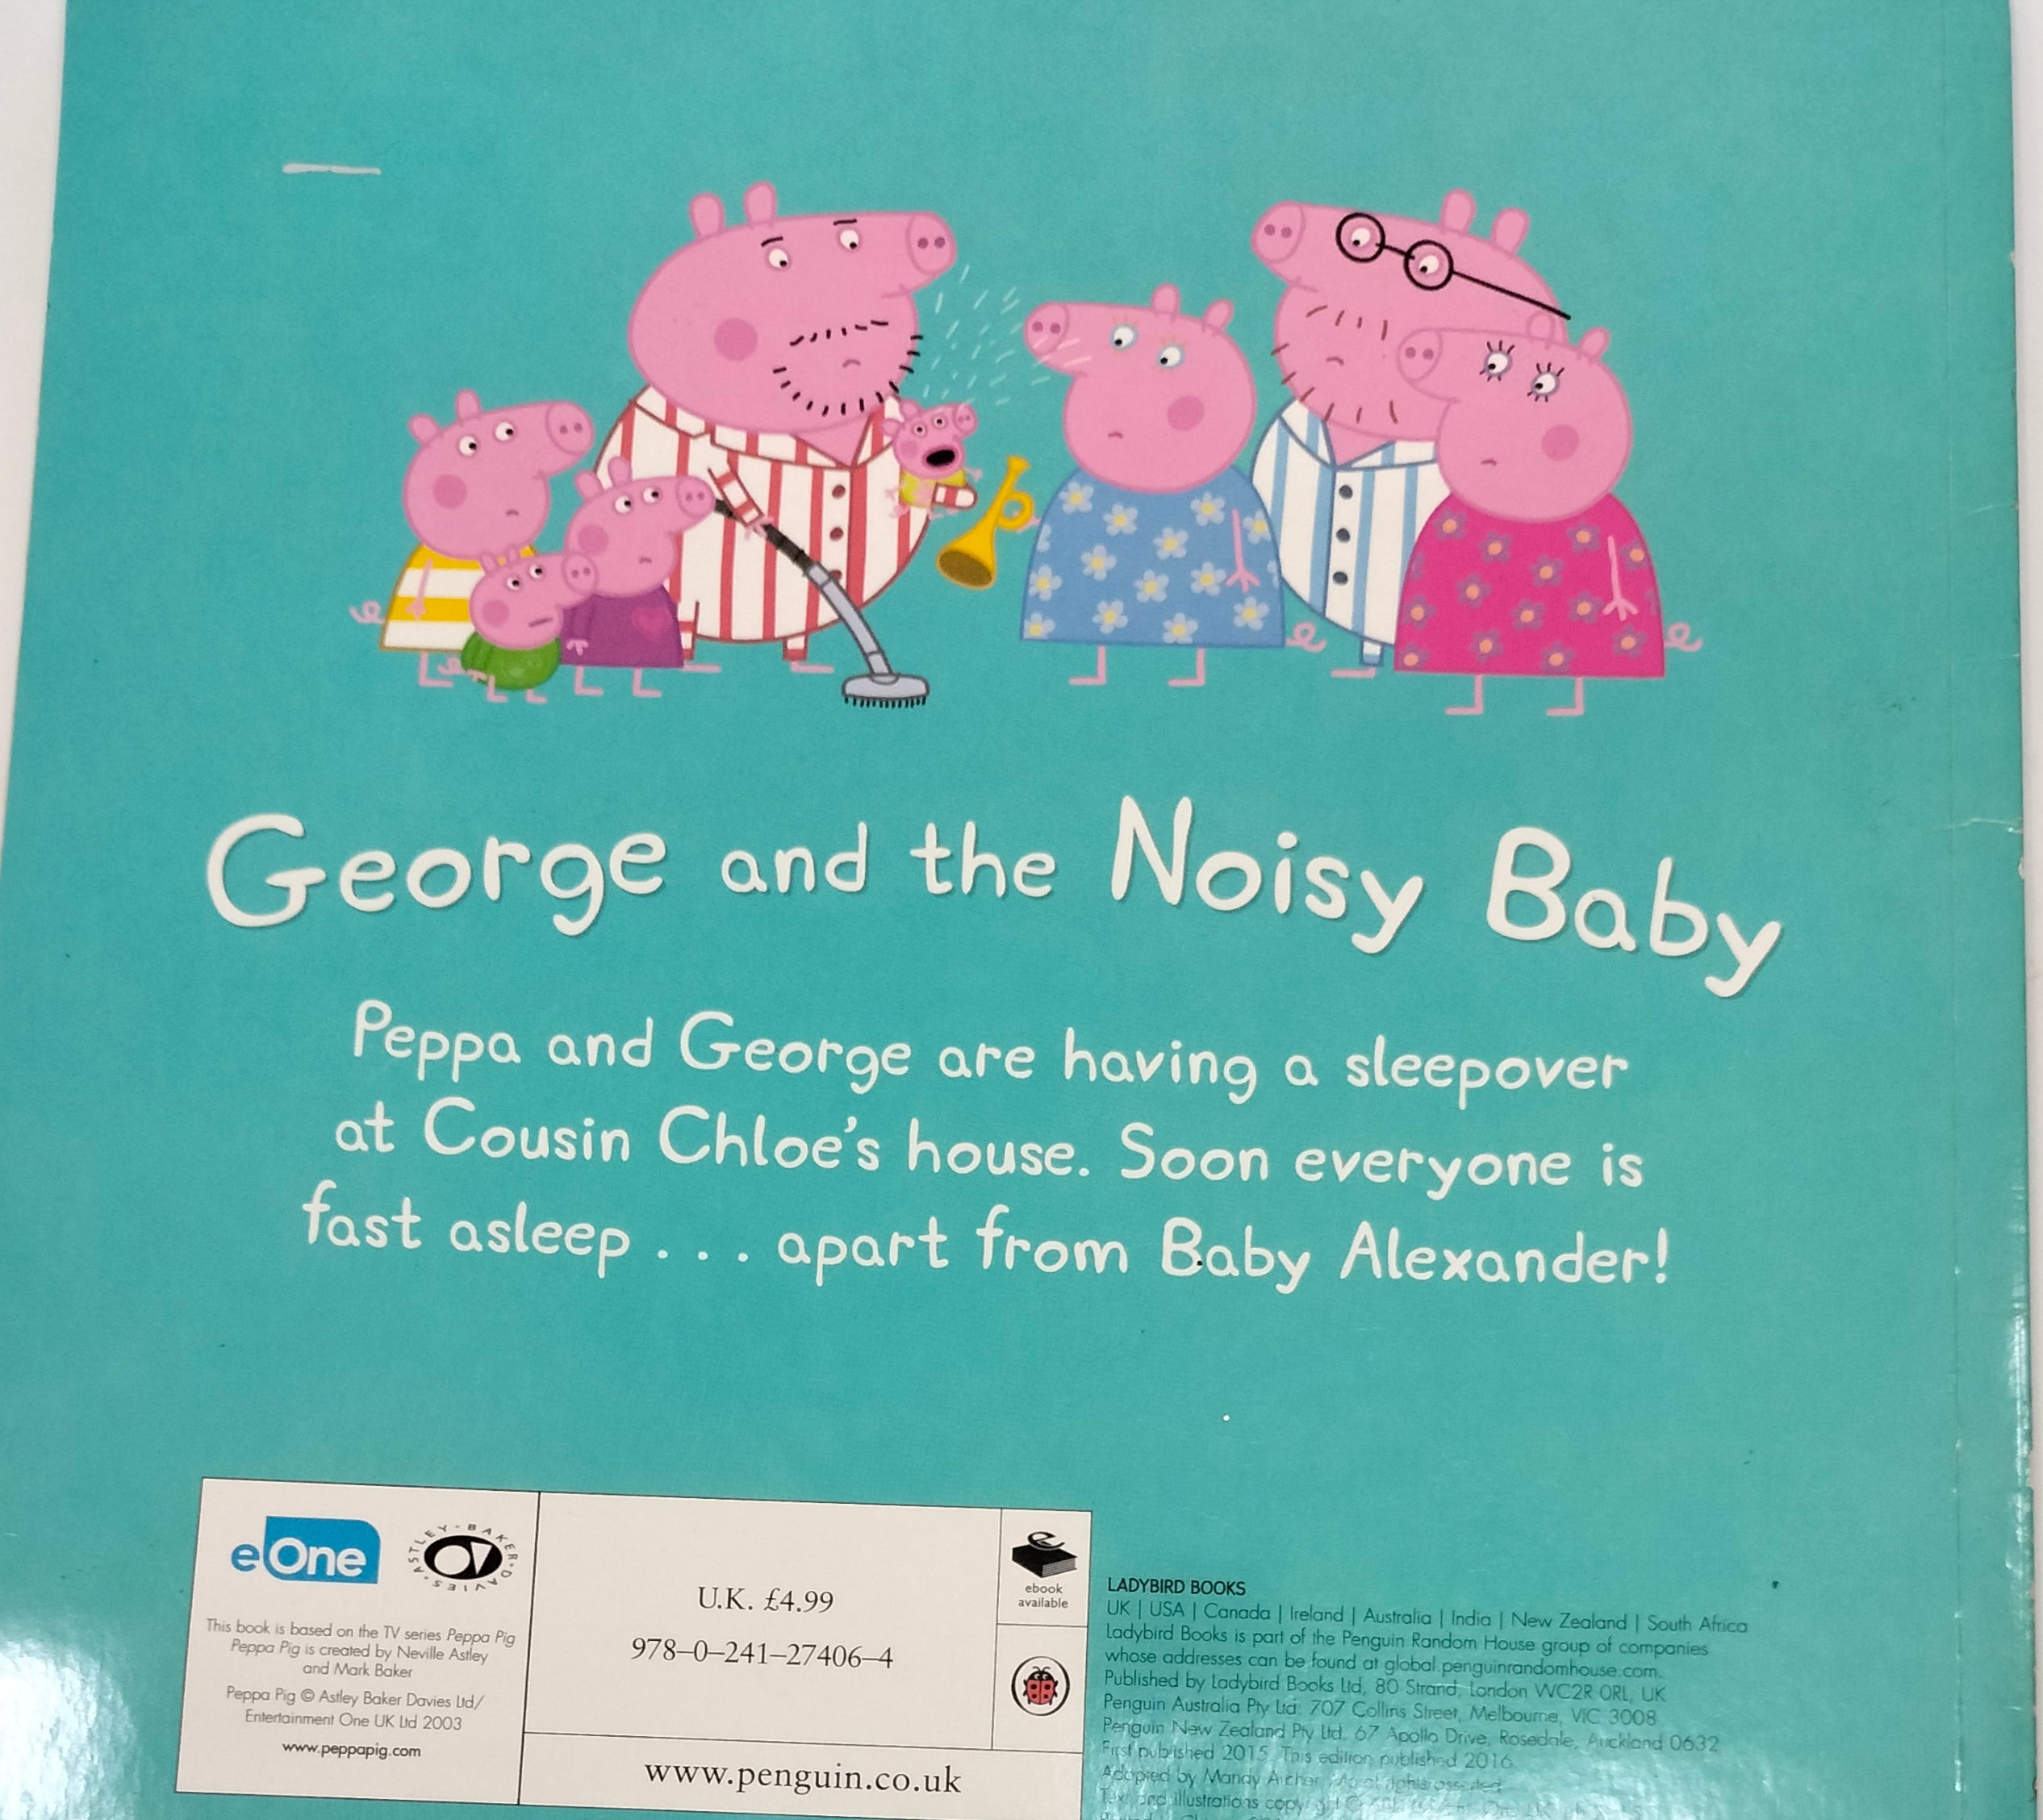 George and the Noisy Baby
Peppa and George are having a sleepover
at Cousin Chloe's house. Soon everyone is
fast asleep . . . apart from Baby Alexander!
eOne
ASTLEY · BAKER · DAVIES
This book is based on the TV series Peppa Pig
Peppa Pig is created by Neville Astley
and Mark Baker
Peppa Pig © Astley Baker Davies Ltd/
Entertainment One UK Ltd 2003
www.peppapig.com
U.K. £4.99
978–0–241–27406–4
www.penguin.co.uk
ebook
available
LADYBIRD BOOKS
UK | USA | Canada | Ireland | Australia | India | New Zealand | South Africa
Ladybird Books is part of the Penguin Random House group of companies
whose addresses can be found at global.penguinrandomhouse.com.
Published by Ladybird Books Ltd, 80 Strand, London WC2R 0RL, UK
Penguin Australia Pty Ltd: 707 Collins Street, Melbourne, VIC 3008
Penguin New Zealand Pty Ltd, 67 Apollo Drive, Rosedale, Auckland 0632
First published 2015. This edition published 2016
Adapted by Mandy Archer. Moral rights asserted
Text and illustrations copyright ©